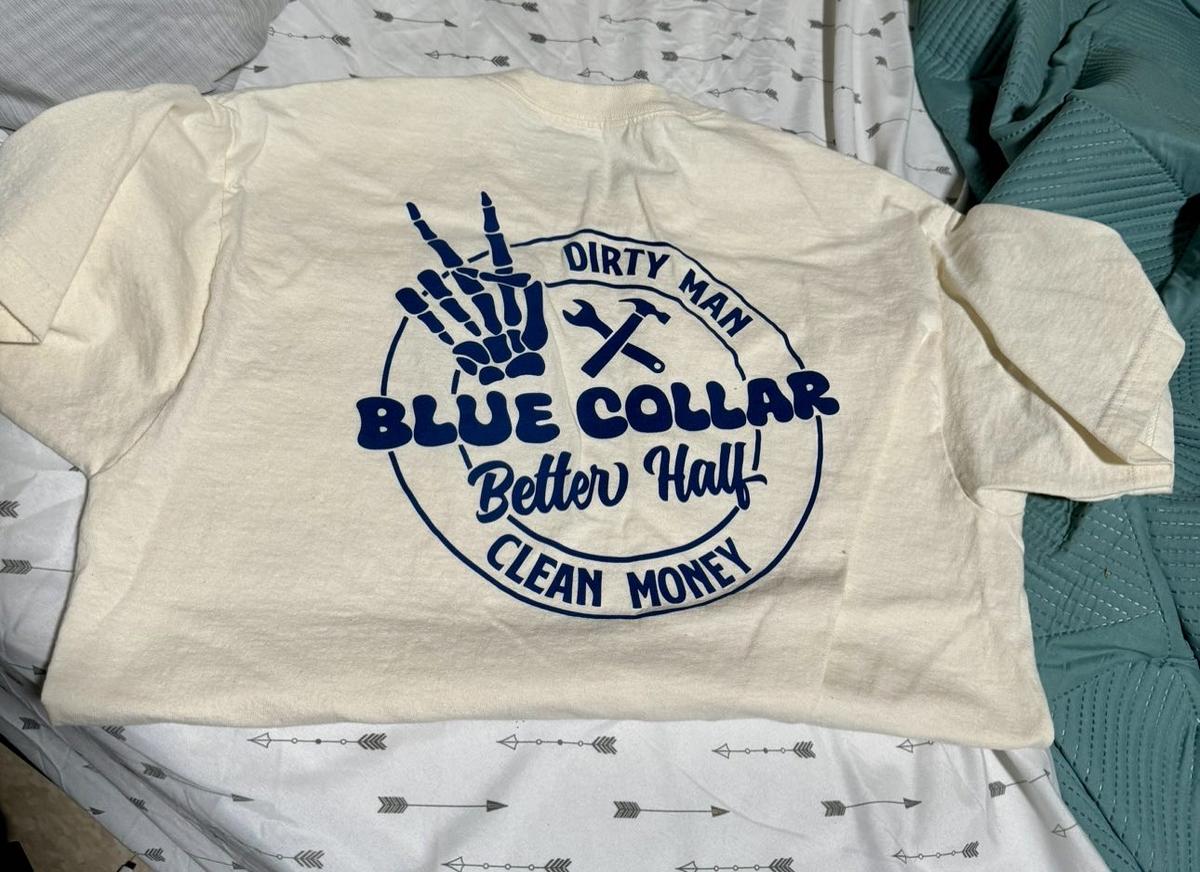 DIRTY MAN
BLUE COLLAR
Better Half
CLEAN MONEY